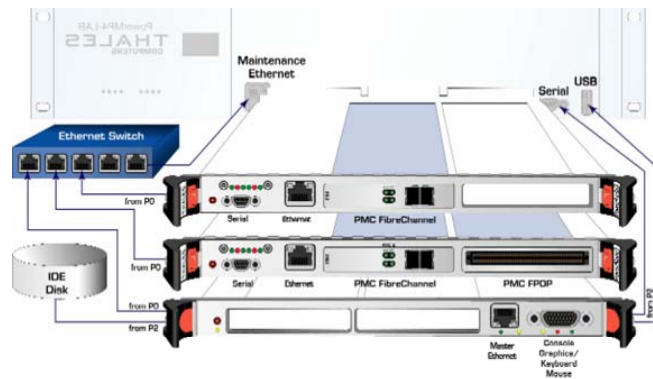 PowerMP4-LAB
THALES
COMPUTERS
Maintenance
Ethernet
Serial
USB
Ethernet Switch
from P0
Serial
Ethernet
PMC FibreChannel
from P0
Serial
Ethernet
PMC FibreChannel
PMC FPDP
IDE
Disk
from P0
from P2
from P2
Master
Ethernet
Console
Graphics/
Keyboard
Mouse